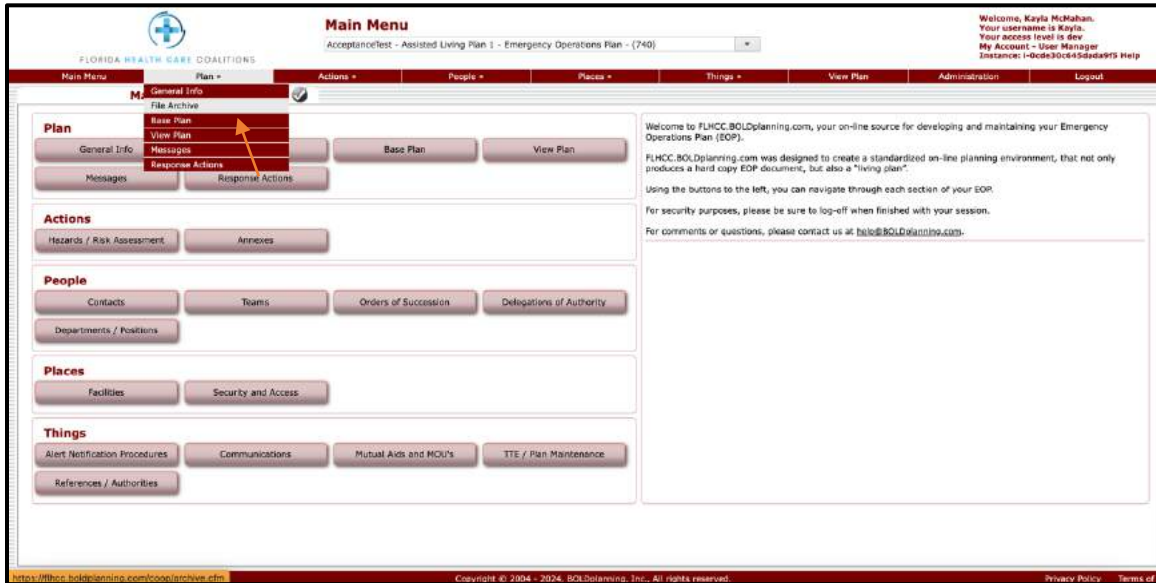 Main Menu
Welcome, Kayla McMahan.
Your username is Kayla.
Your access level is dev
My Account - User Manager
Instance: i-0cde30c645dada9f5 Help
AcceptanceTest - Assisted Living Plan 1 - Emergency Operations Plan - (740)
FLORIDA HEALTH CARE COALITIONS
Main Menu Plan Actions People Places Things View Plan Administration Logout
General Info
File Archive
Base Plan
View Plan
Messages
Response Actions
Plan
General Info Base Plan View Plan
Messages Response Actions
Actions
Hazards / Risk Assessment Annexes
People
Contacts Teams Orders of Succession Delegations of Authority
Departments / Positions
Places
Facilities Security and Access
Things
Alert Notification Procedures Communications Mutual Aids and MOU's TTE / Plan Maintenance
References / Authorities
Welcome to FLHCC.BOLDplanning.com, your on-line source for developing and maintaining your Emergency
Operations Plan (EOP).
FLHCC.BOLDplanning.com was designed to create a standardized on-line planning environment, that not only
produces a hard copy EOP document, but also a "living plan".
Using the buttons to the left, you can navigate through each section of your EOP.
For security purposes, please be sure to log-off when finished with your session.
For comments or questions, please contact us at help@BOLDplanning.com.
https://flhcc.boldplanning.com/coop/archive.cfm
Copyright © 2004 - 2024, BOLDplanning, Inc., All rights reserved.
Privacy Policy Terms of